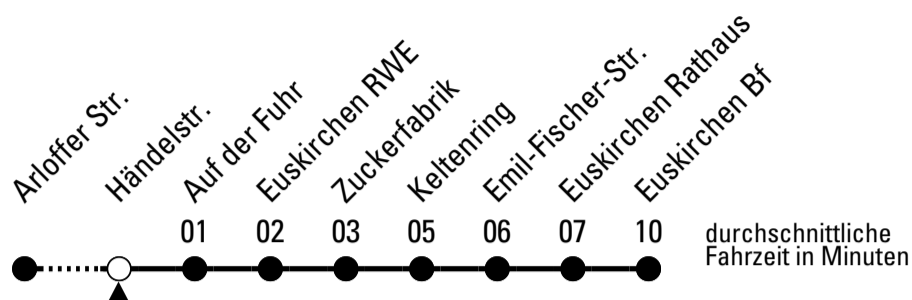 Arloffer Str.
Händelstr.
Auf der Fuhr
Euskirchen RWE
Zuckerfabrik
Keltenring
Emil-Fischer-Str.
Euskirchen Rathaus
Euskirchen Bf
01 02 03 05 06 07 10
durchschnittliche
Fahrzeit in Minuten